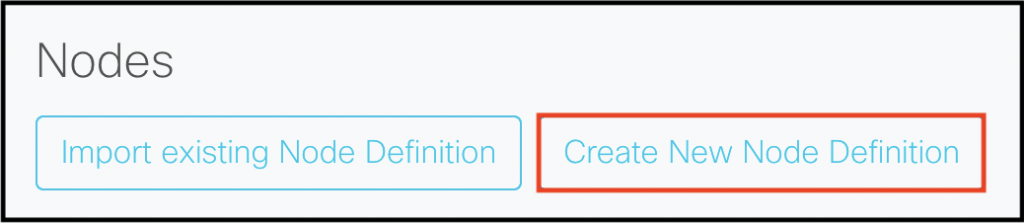 Nodes
Import existing Node Definition
Create New Node Definition